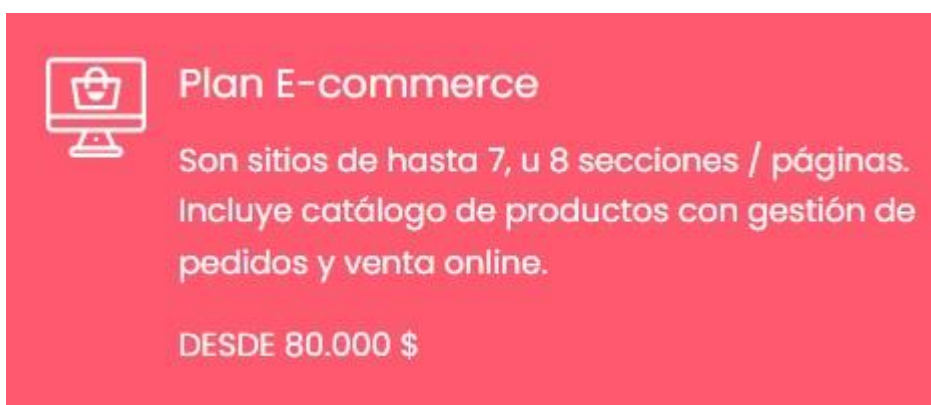 Plan E-commerce
Son sitios de hasta 7, u 8 secciones / páginas.
Incluye catálogo de productos con gestión de
pedidos y venta online.
DESDE 80.000 $